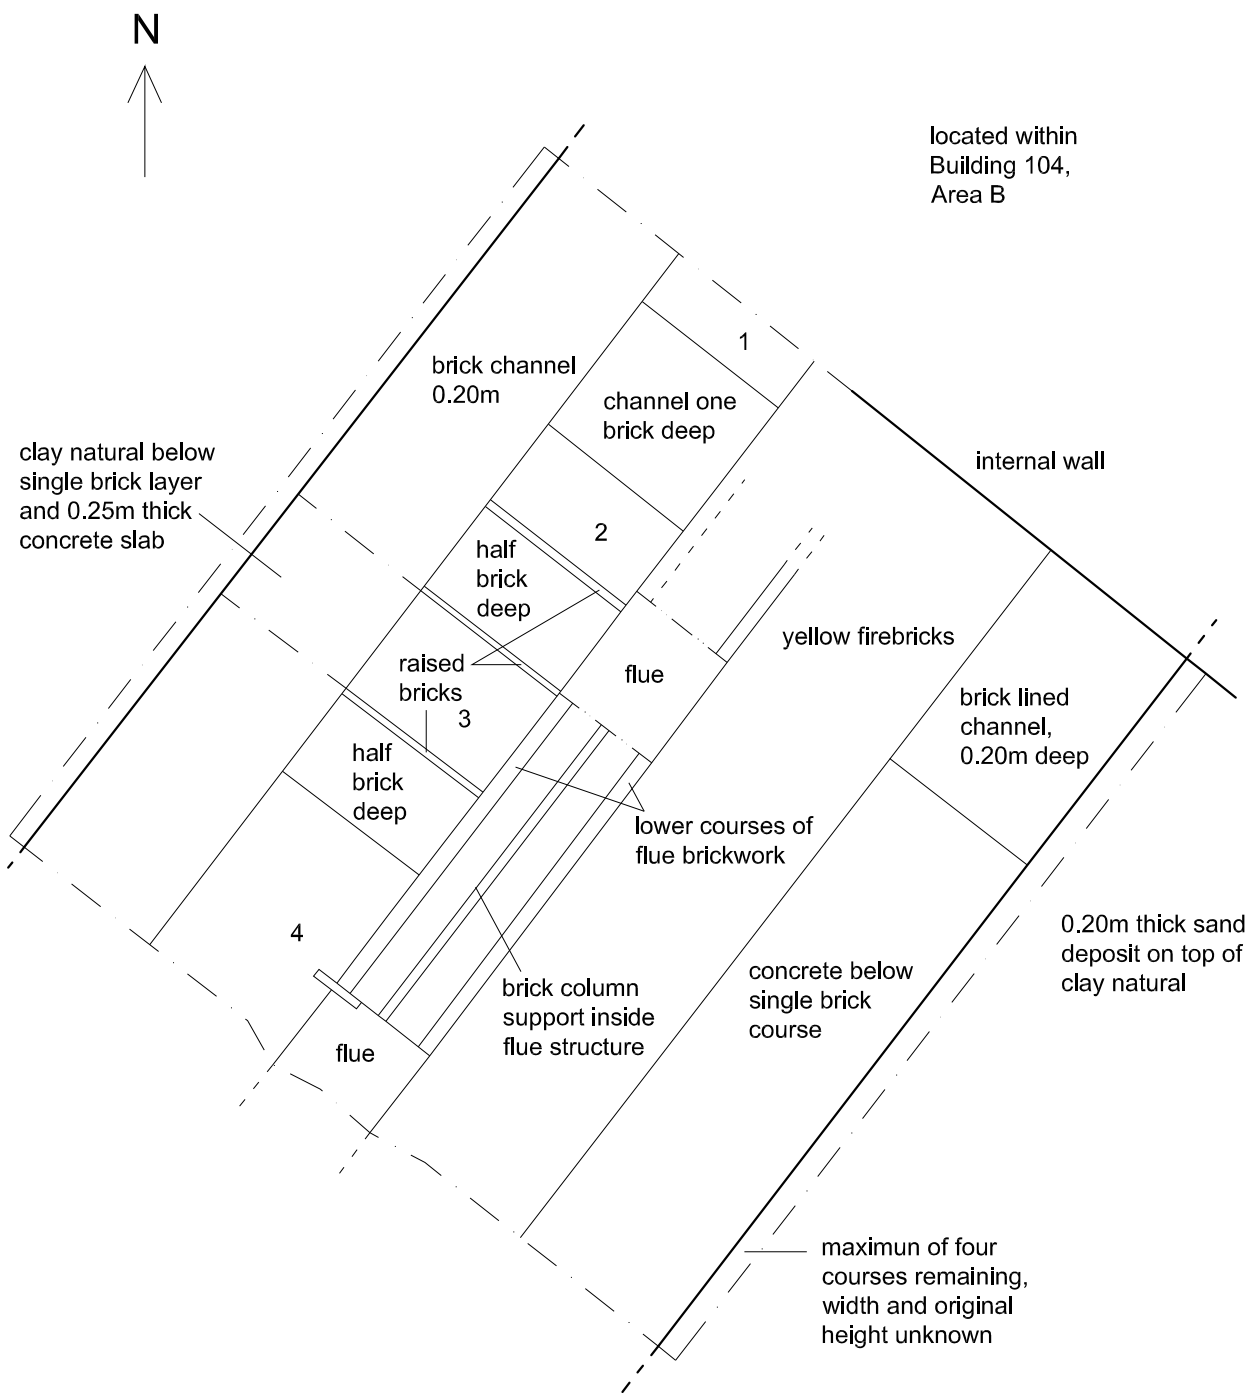 N
located within
Building 104,
Area B
1
brick channel
0.20m
channel one
brick deep
internal wall
clay natural below
single brick layer
and 0.25m thick
concrete slab
2
half
brick
deep
yellow firebricks
raised
bricks
flue
3
brick lined
channel,
0.20m deep
half
brick
deep
lower courses of
flue brickwork
4
0.20m thick sand
deposit on top of
clay natural
concrete below
single brick
course
brick column
support inside
flue structure
flue
maximun of four
courses remaining,
width and original
height unknown